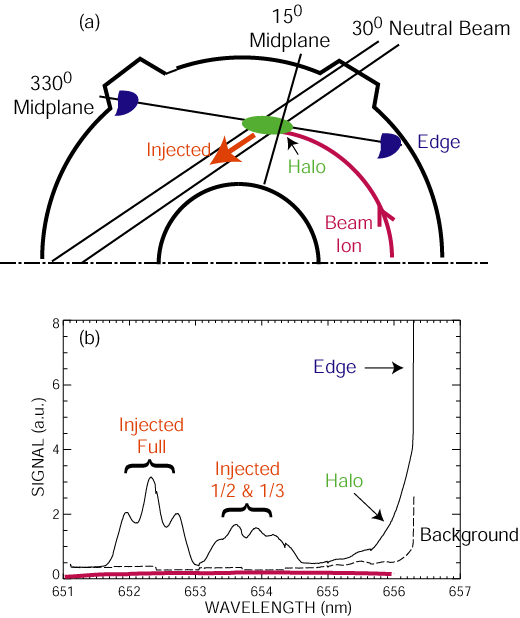 (a)
15⁰
Midplane
30⁰ Neutral Beam
330⁰
Midplane
Injected
Halo
Edge
Beam
Ion
(b)
8
6
4
2
0
SIGNAL (a.u.)
Edge
Injected
Full
Injected
1/2 & 1/3
Halo
Background
651 652 653 654 655 656 657
WAVELENGTH (nm)